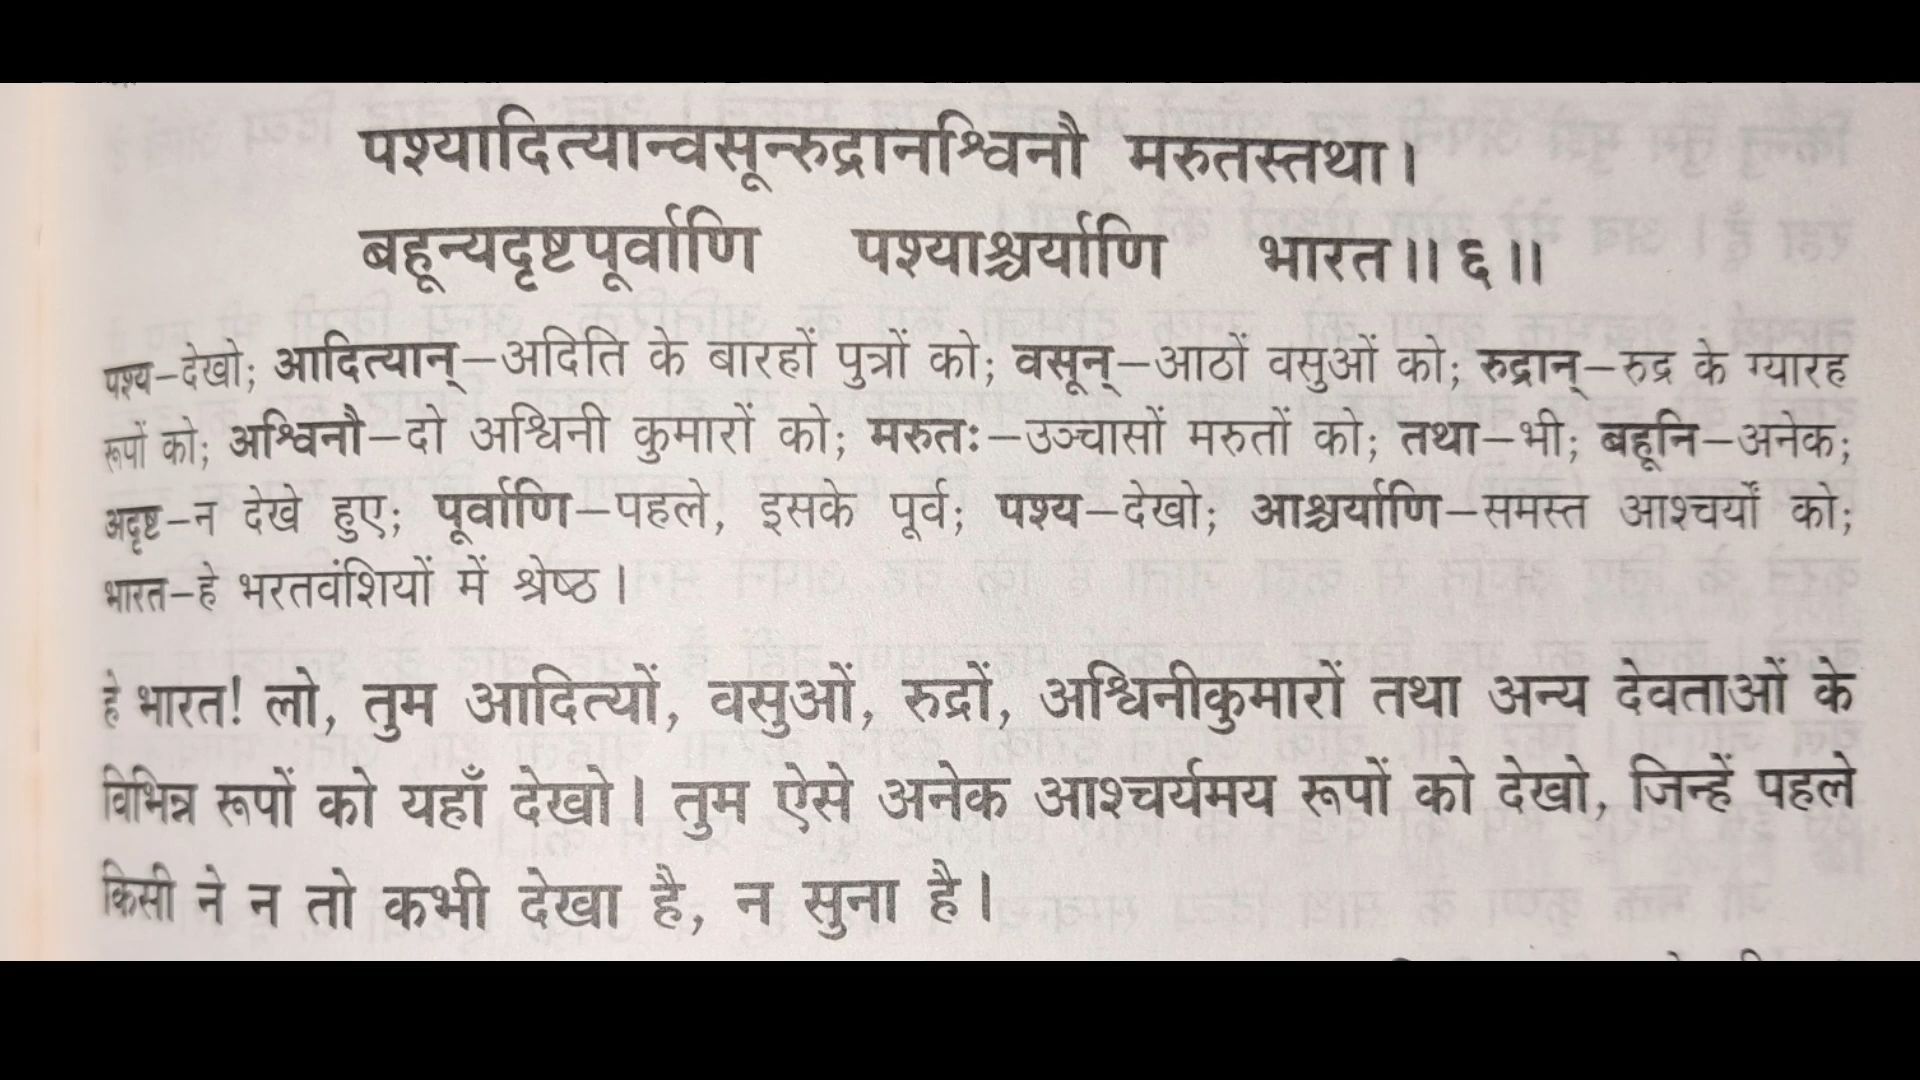 पश्यादित्यान्वसून्रुद्रानश्विनौ मरुतस्तथा।
बहून्यदृष्टपूर्वाणि पश्याश्चर्याणि भारत॥ ६॥
पश्य–देखो; आदित्यान्–अदिति के बारहों पुत्रों को; वसून्–आठों वसुओं को; रुद्रान्–रुद्र के ग्यारह
रूपों को; अश्विनौ–दो अश्विनी कुमारों को; मरुतः–उञ्चासों मरुतों को; तथा–भी; बहूनि–अनेक;
अदृष्ट–न देखे हुए; पूर्वाणि–पहले, इसके पूर्व; पश्य–देखो; आश्चर्याणि–समस्त आश्चर्यों को;
भारत–हे भरतवंशियों में श्रेष्ठ।
हे भारत! लो, तुम आदित्यों, वसुओं, रुद्रों, अश्विनीकुमारों तथा अन्य देवताओं के
विभिन्न रूपों को यहाँ देखो। तुम ऐसे अनेक आश्चर्यमय रूपों को देखो, जिन्हें पहले
किसी ने न तो कभी देखा है, न सुना है।